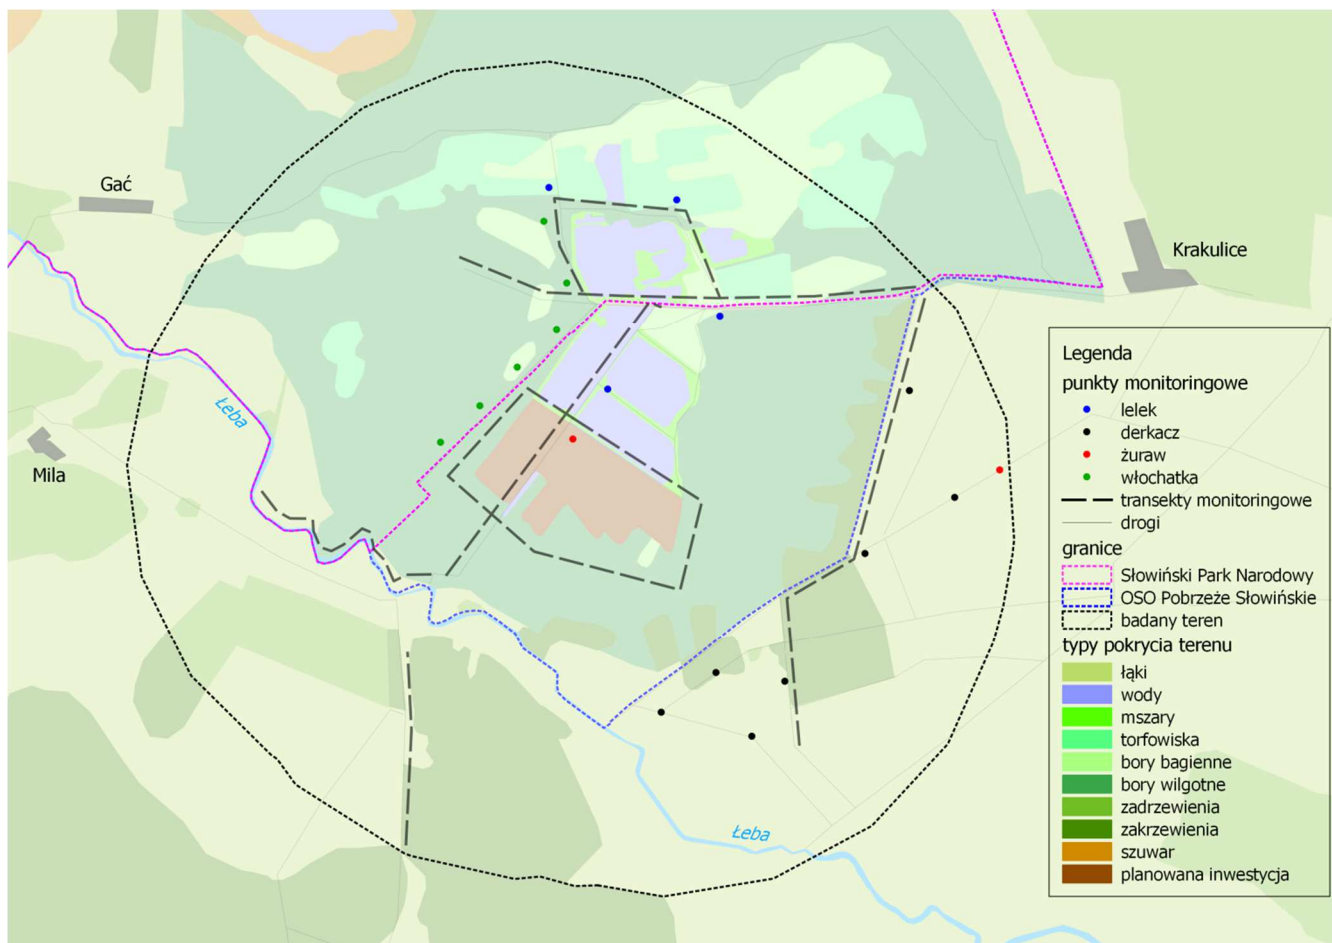 Gać
Krakulice
Łeba
Mila
Łeba
Legenda
punkty monitoringowe
lelek
derkacz
żuraw
włochatka
transekty monitoringowe
drogi
granice
Słowiński Park Narodowy
OSO Pobrzeże Słowińskie
badany teren
typy pokrycia terenu
łąki
wody
mszary
torfowiska
bory bagienne
bory wilgotne
zadrzewienia
zakrzewienia
szuwar
planowana inwestycja